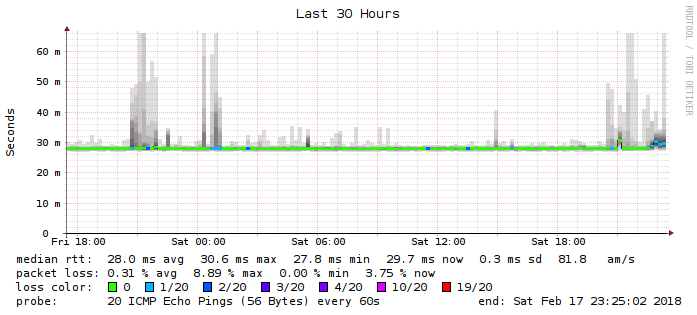 Last 30 Hours
RRDTOOL / TOBI OETIKER
Seconds
60 m
50 m
40 m
30 m
20 m
10 m
0
Fri 18:00 Sat 00:00 Sat 06:00 Sat 12:00 Sat 18:00
median rtt: 28.0 ms avg 30.6 ms max 27.8 ms min 29.7 ms now 0.3 ms sd 81.8 am/s
packet loss: 0.31 % avg 8.89 % max 0.00 % min 3.75 % now
loss color: 0 1/20 2/20 3/20 4/20 10/20 19/20
probe: 20 ICMP Echo Pings (56 Bytes) every 60s end: Sat Feb 17 23:25:02 2018